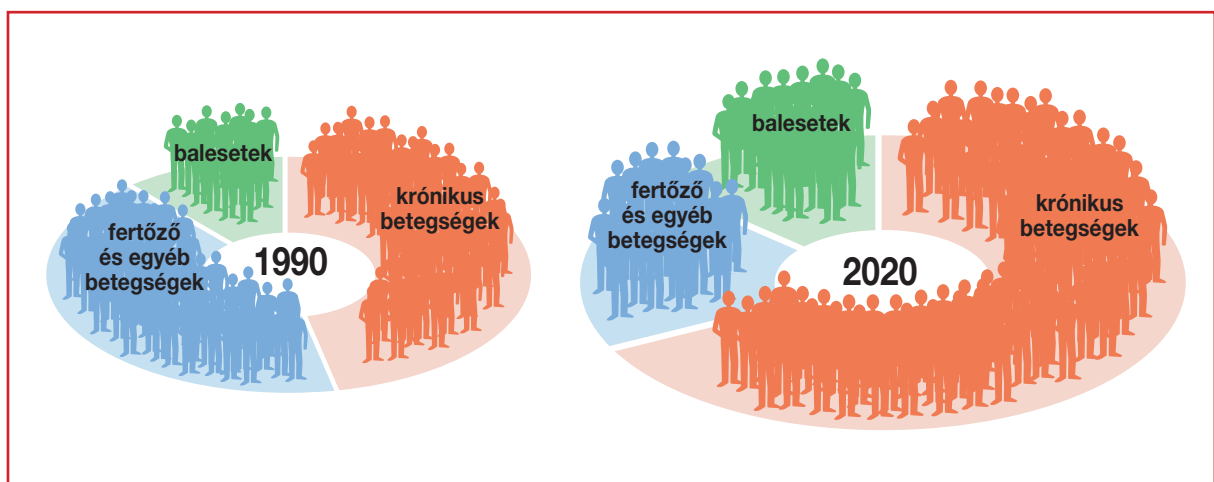 balesetek
krónikus
betegségek
fertőző
és egyéb
betegségek
1990
balesetek
fertőző
és egyéb
betegségek
krónikus
betegségek
2020